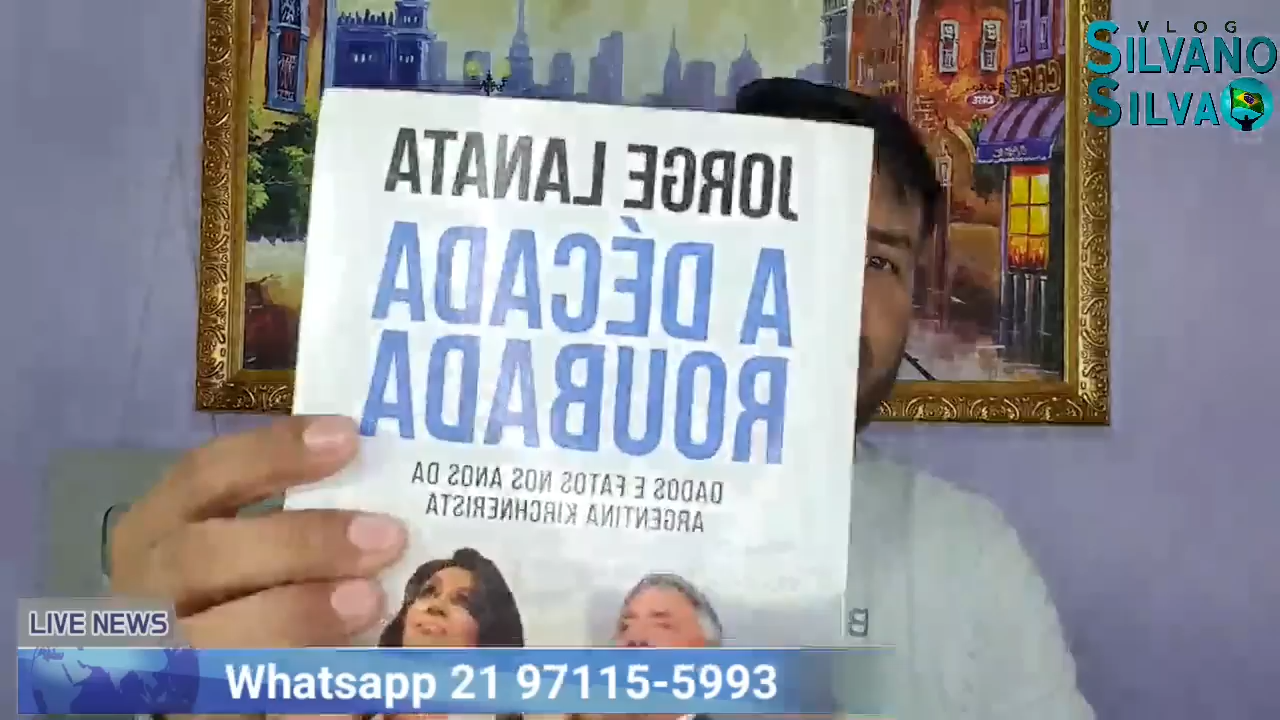 VLOG
SILVANO
SILVA
JORGE LANATA
A DÉCADA
ROUBADA
DADOS E FATOS NOS ANOS DA
ARGENTINA KIRCHNERISTA
LIVE NEWS
Whatsapp 21 97115-5993